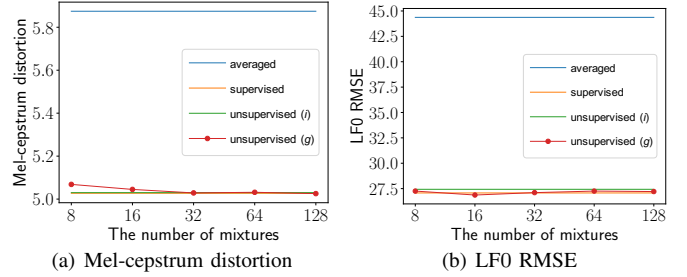 Mel-cepstrum distortion
5.8
5.6
5.4
5.2
5.0
averaged
supervised
unsupervised (i)
unsupervised (g)
8 16 32 64 128
The number of mixtures
(a) Mel-cepstrum distortion
LF0 RMSE
45.0
42.5
40.0
37.5
35.0
32.5
30.0
27.5
25.0
averaged
supervised
unsupervised (i)
unsupervised (g)
8 16 32 64 128
The number of mixtures
(b) LF0 RMSE